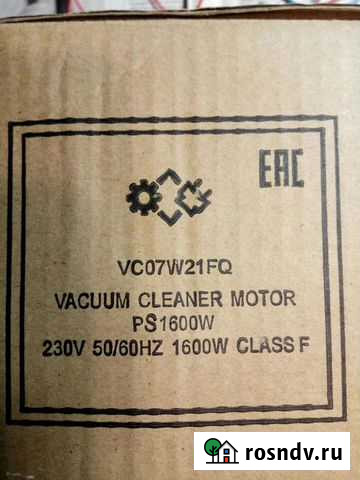 EAC
VC07W21FQ
VACUUM CLEANER MOTOR
PS1600W
230V 50/60HZ 1600W CLASS F
rosndv.ru